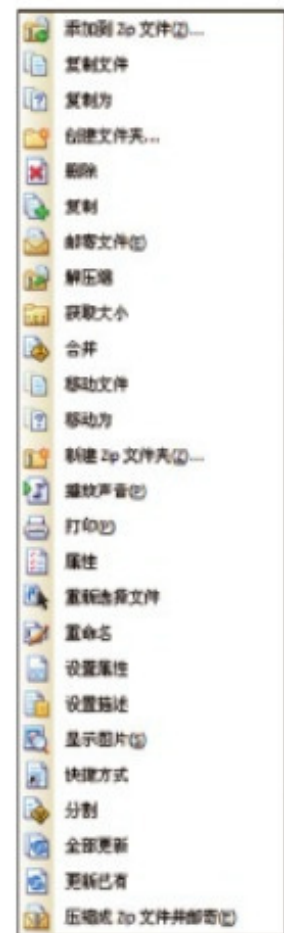 添加到 Zip 文件(Z)...
复制文件
复制为
创建文件夹...
删除
复制
邮寄文件(E)
解压缩
获取大小
合并
移动文件
移动为
新建 Zip 文件夹(Z)...
播放声音(P)
打印(P)
属性
重新选择文件
重命名
设置属性
设置描述
显示图片(S)
快捷方式
分割
全部更新
更新已有
压缩成 Zip 文件并邮寄(E)